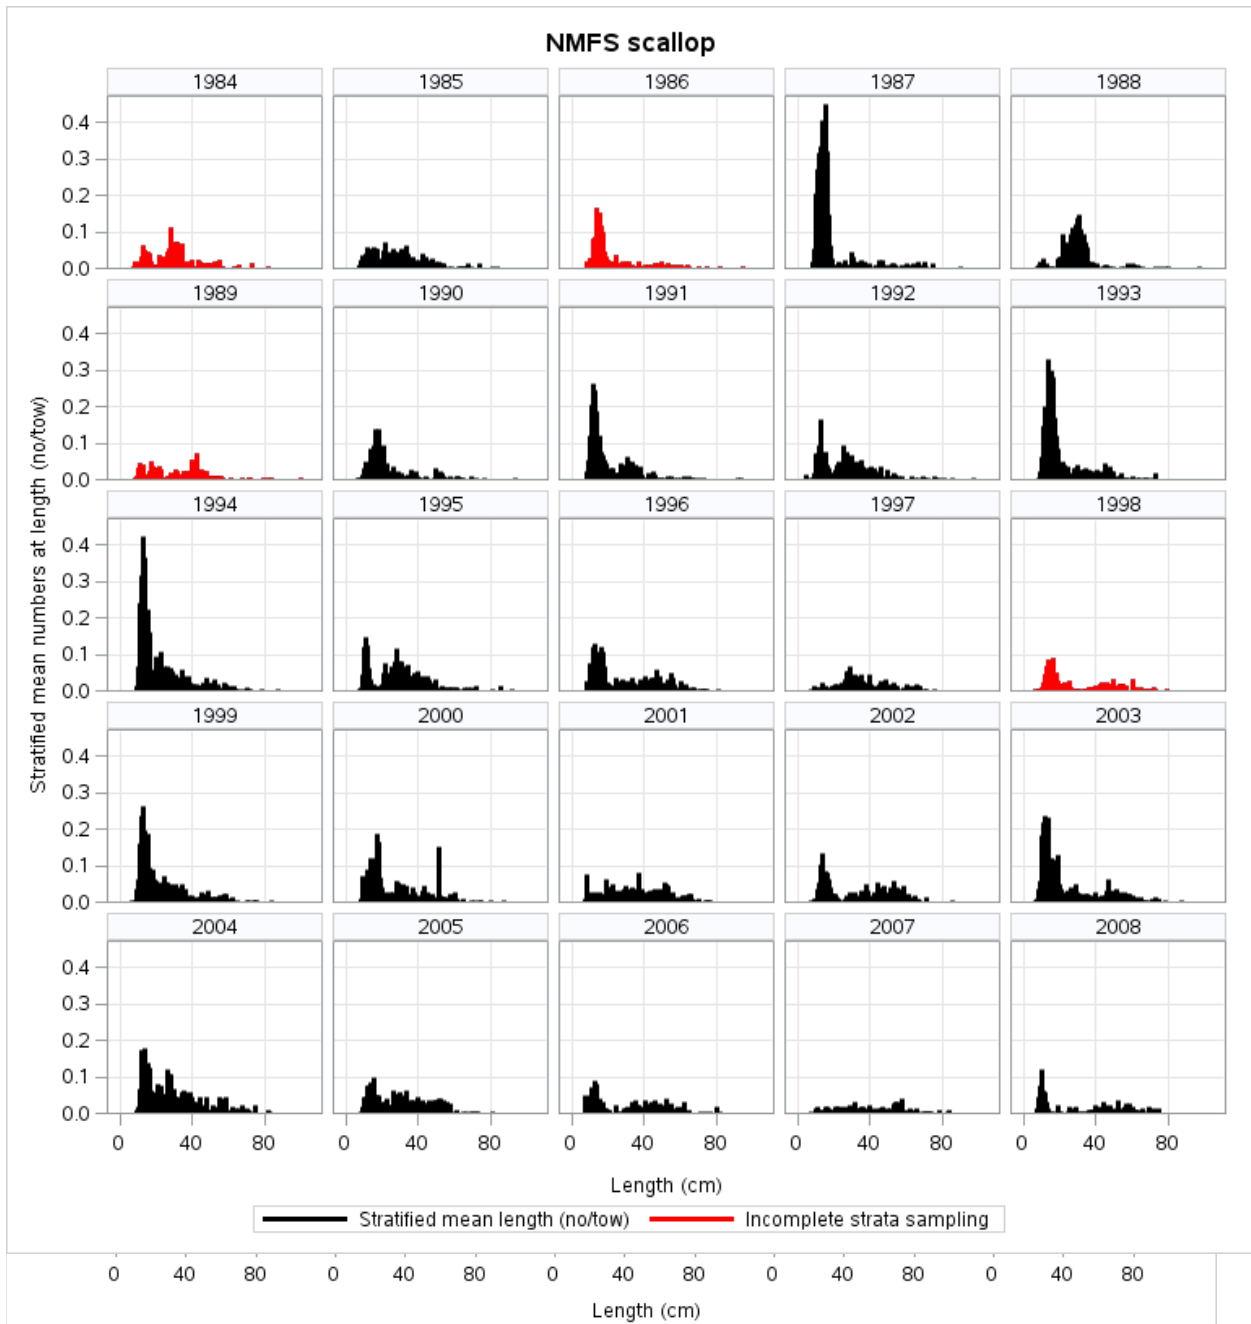 NMFS scallop
1984 1985 1986 1987 1988
0.4
0.3
0.2
0.1
0.0
1989 1990 1991 1992 1993
0.4
0.3
0.2
0.1
0.0
1994 1995 1996 1997 1998
0.4
0.3
0.2
0.1
0.0
1999 2000 2001 2002 2003
0.4
0.3
0.2
0.1
0.0
2004 2005 2006 2007 2008
0.4
0.3
0.2
0.1
0.0
Stratified mean numbers at length (no/tow)
0 40 80 0 40 80 0 40 80 0 40 80 0 40 80
Length (cm)
Stratified mean length (no/tow) Incomplete strata sampling
0 40 80 0 40 80 0 40 80 0 40 80 0 40 80
Length (cm)